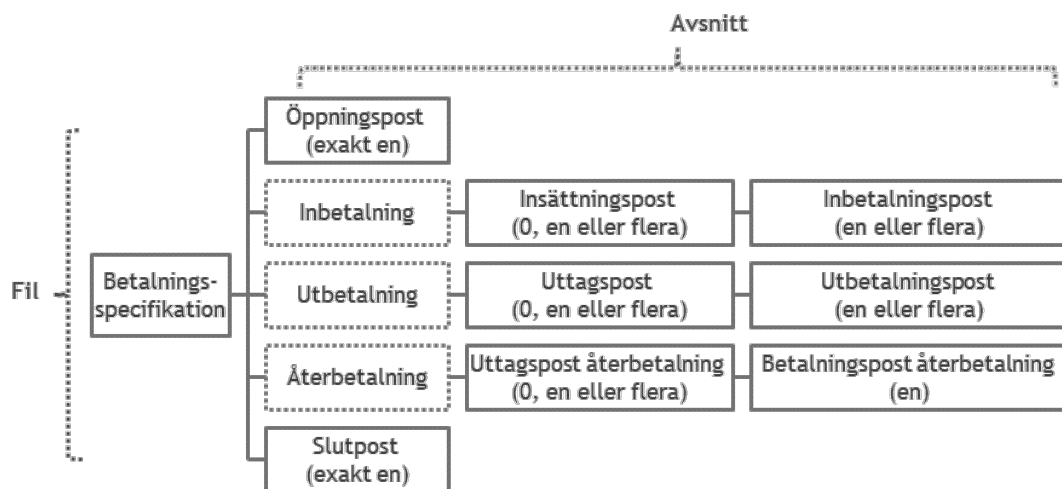 Avsnitt
Öppningspost
(exakt en)
Inbetalning
Insättningspost
(0, en eller flera)
Inbetalningspost
(en eller flera)
Fil
Betalnings-
specifikation
Utbetalning
Uttagspost
(0, en eller flera)
Utbetalningspost
(en eller flera)
Återbetalning
Uttagspost återbetalning
(0, en eller flera)
Betalningspost återbetalning
(en)
Slutpost
(exakt en)